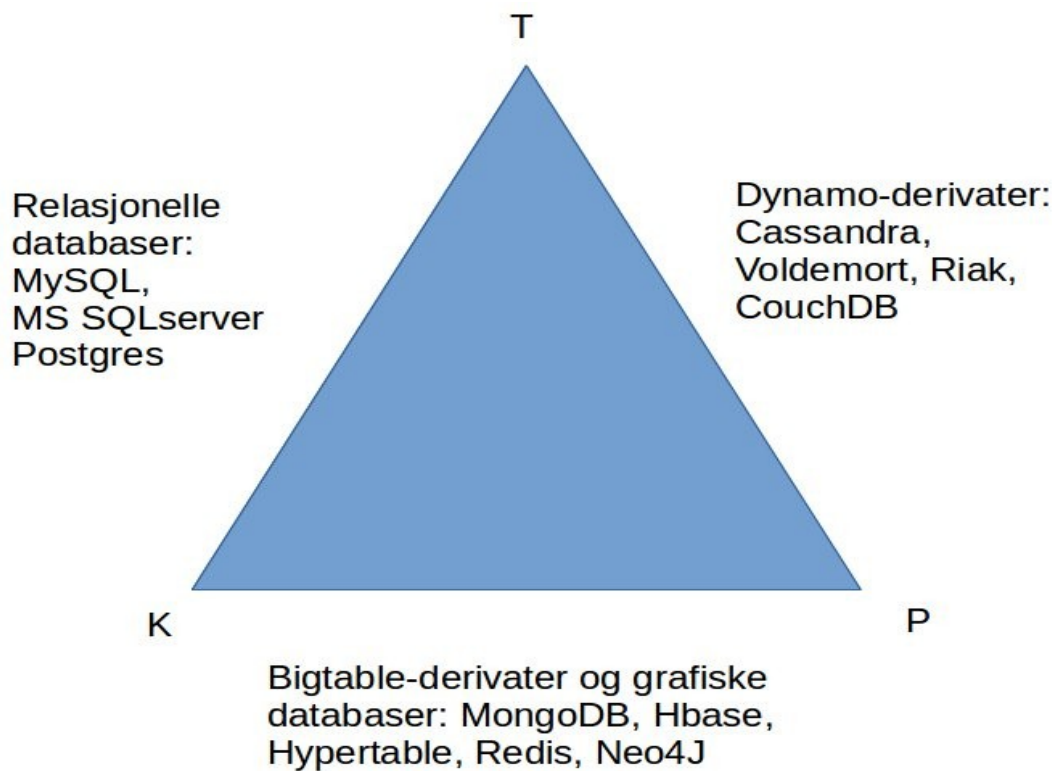 T
Relasjonelle
databaser:
MySQL,
MS SQLserver
Postgres
Dynamo-derivater:
Cassandra,
Voldemort, Riak,
CouchDB
K
P
Bigtable-derivater og grafiske
databaser: MongoDB, Hbase,
Hypertable, Redis, Neo4J